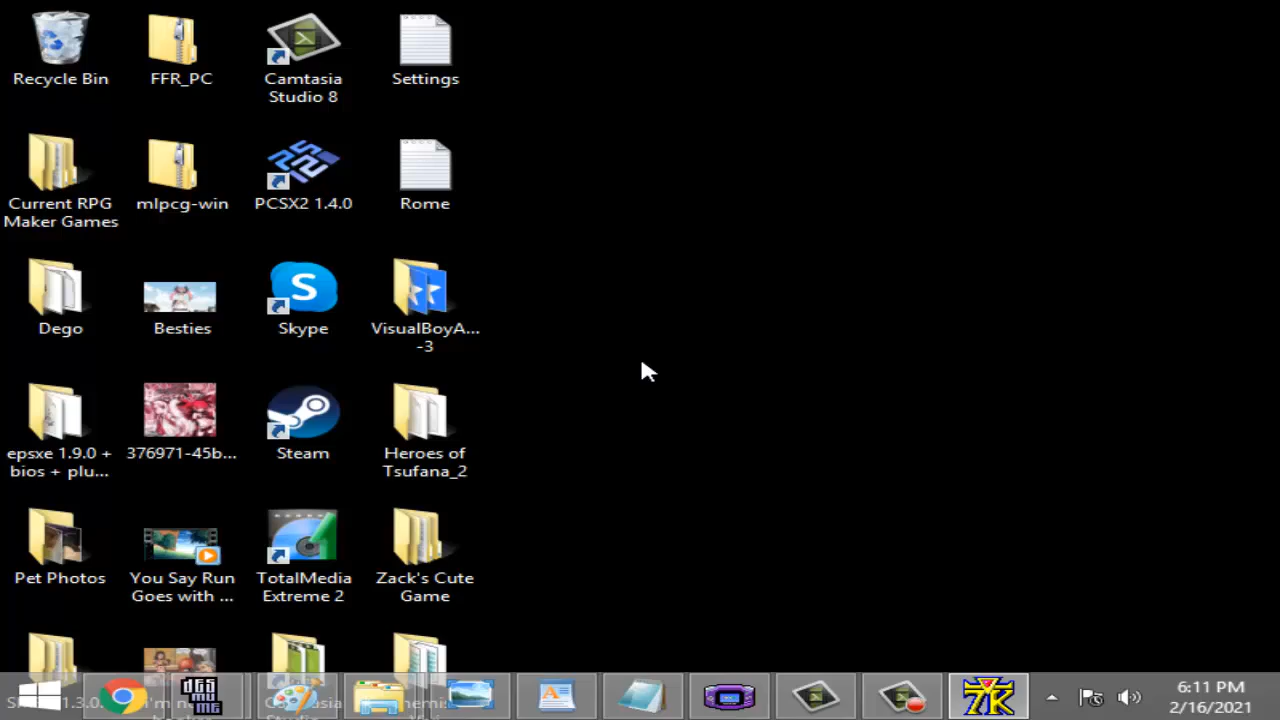 Recycle Bin
FFR_PC
Camtasia
Studio 8
Settings
Current RPG
Maker Games
mlpcg-win
PCSX2 1.4.0
Rome
Dego
Besties
S
Skype
VisualBoyA...
-3
epsxe 1.9.0 +
bios + plu...
376971-45b...
Steam
Heroes of
Tsufana_2
Pet Photos
You Say Run
Goes with ...
TotalMedia
Extreme 2
Zack's Cute
Game
7K
6:11 PM
2/16/2021